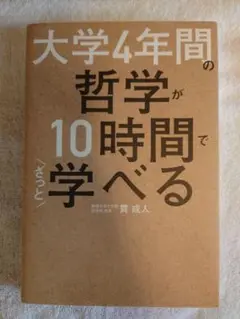 大学4年間の
哲学が
10時間で
＼ざっと／
学べる
貫 成人